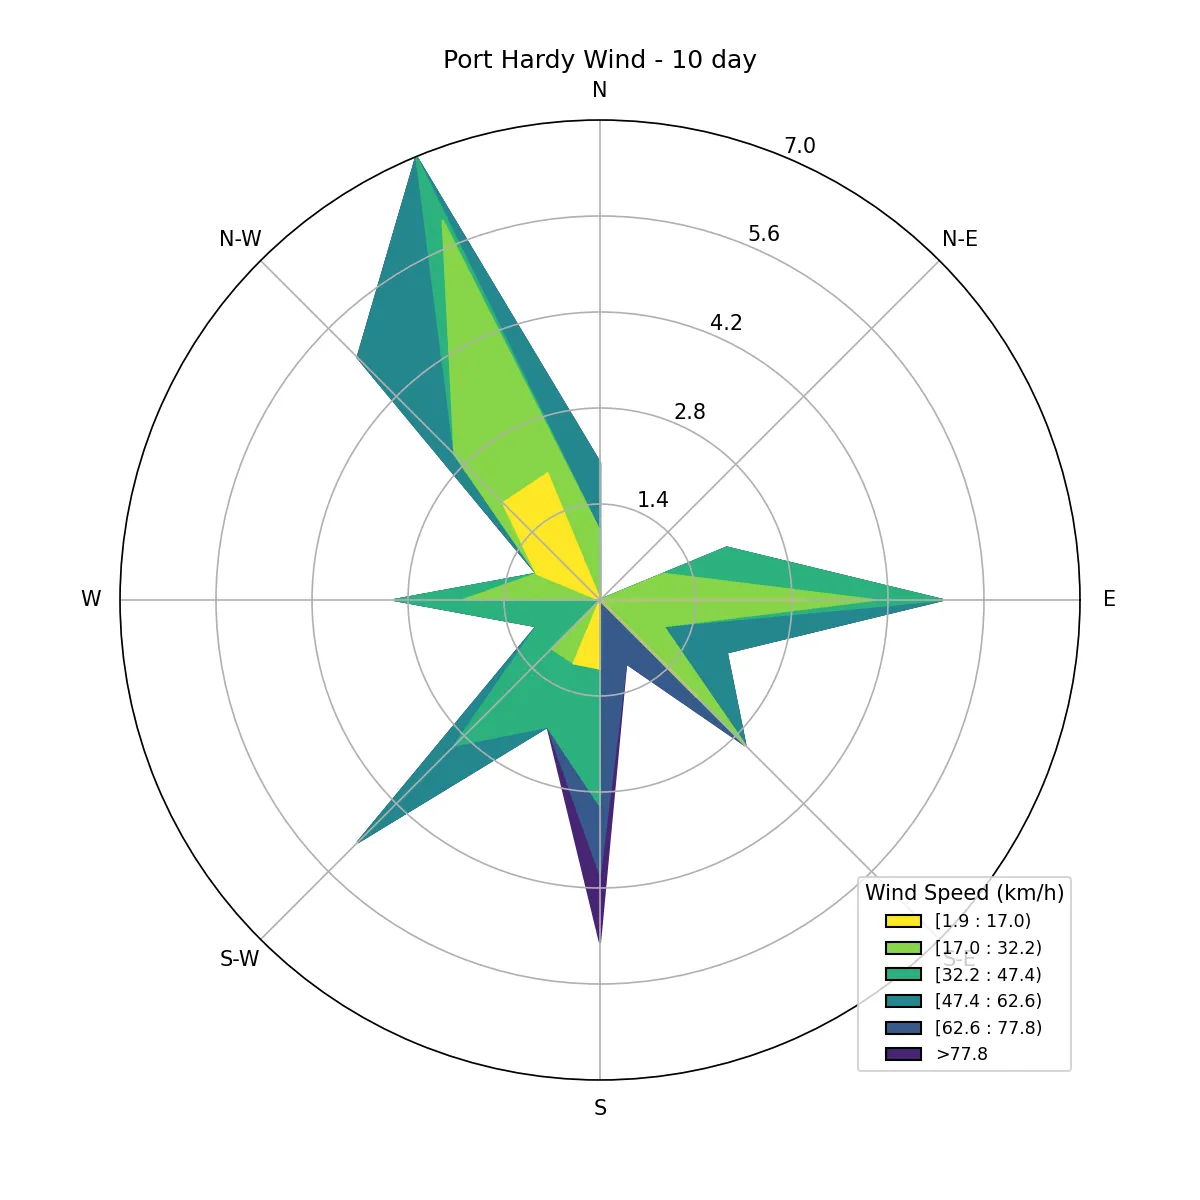 Port Hardy Wind - 10 day
N
7.0
N-W
5.6
N-E
4.2
2.8
1.4
W
E
Wind Speed (km/h)
[1.9 : 17.0)
[17.0 : 32.2)
S-W
S-E
[32.2 : 47.4)
[47.4 : 62.6)
[62.6 : 77.8)
>77.8
S